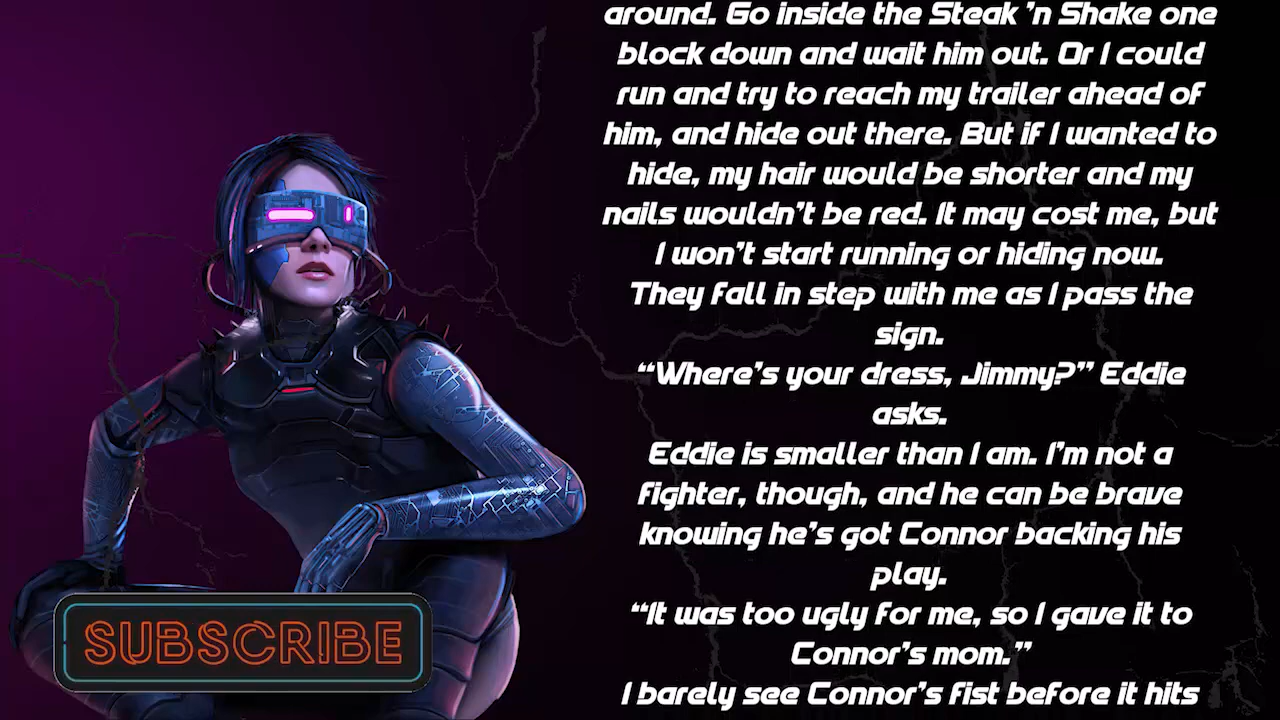 around. Go inside the Steak ’n Shake one
block down and wait him out. Or I could
run and try to reach my trailer ahead of
him, and hide out there. But if I wanted to
hide, my hair would be shorter and my
nails wouldn’t be red. It may cost me, but
I won’t start running or hiding now.
They fall in step with me as I pass the
sign.
“Where’s your dress, Jimmy?” Eddie
asks.
Eddie is smaller than I am. I’m not a
fighter, though, and he can be brave
knowing he’s got Connor backing his
play.
“It was too ugly for me, so I gave it to
Connor’s mom.”
I barely see Connor’s fist before it hits
SUBSCRIBE